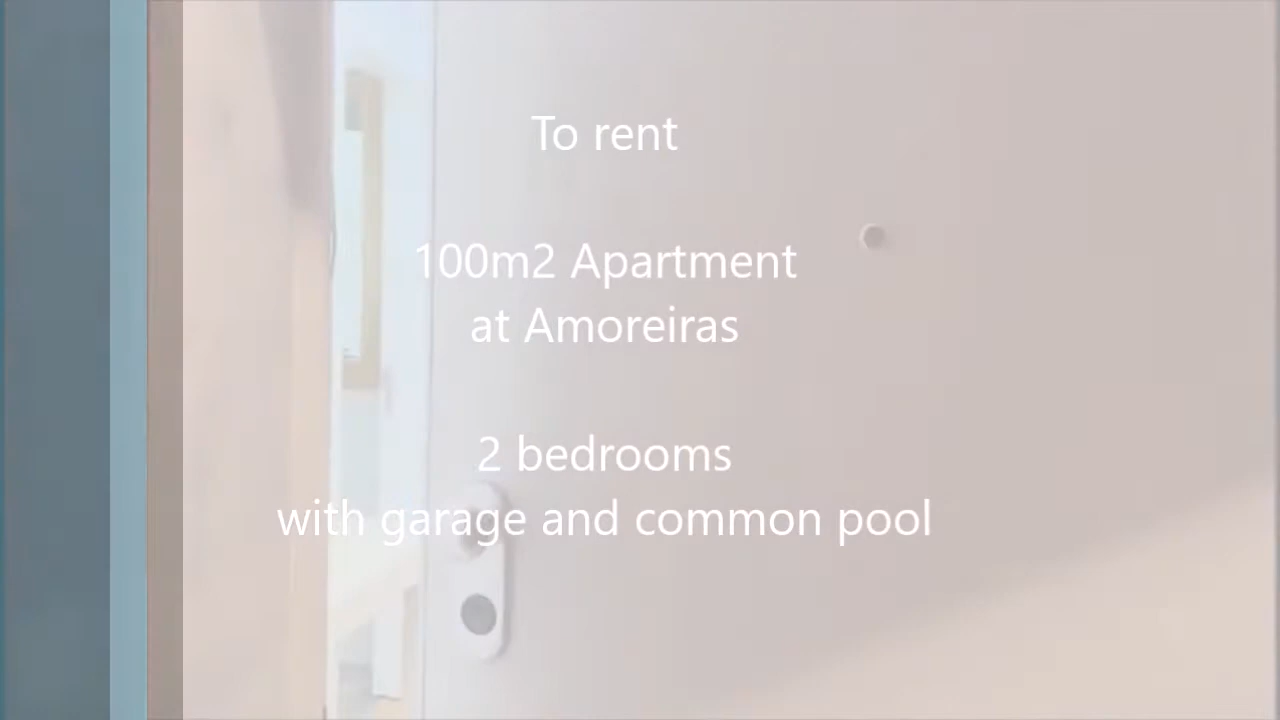 To rent
100m2 Apartment
at Amoreiras
2 bedrooms
with garage and common pool